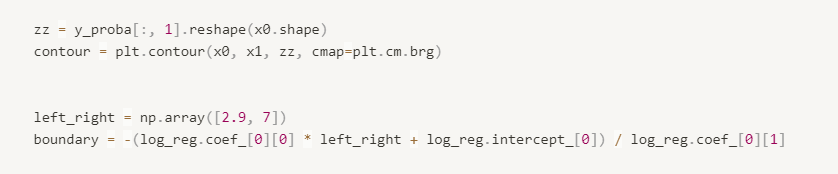 zz = y_proba[:, 1].reshape(x0.shape)
contour = plt.contour(x0, x1, zz, cmap=plt.cm.brg)
left_right = np.array([2.9, 7])
boundary = -(log_reg.coef_[0][0] * left_right + log_reg.intercept_[0]) / log_reg.coef_[0][1]